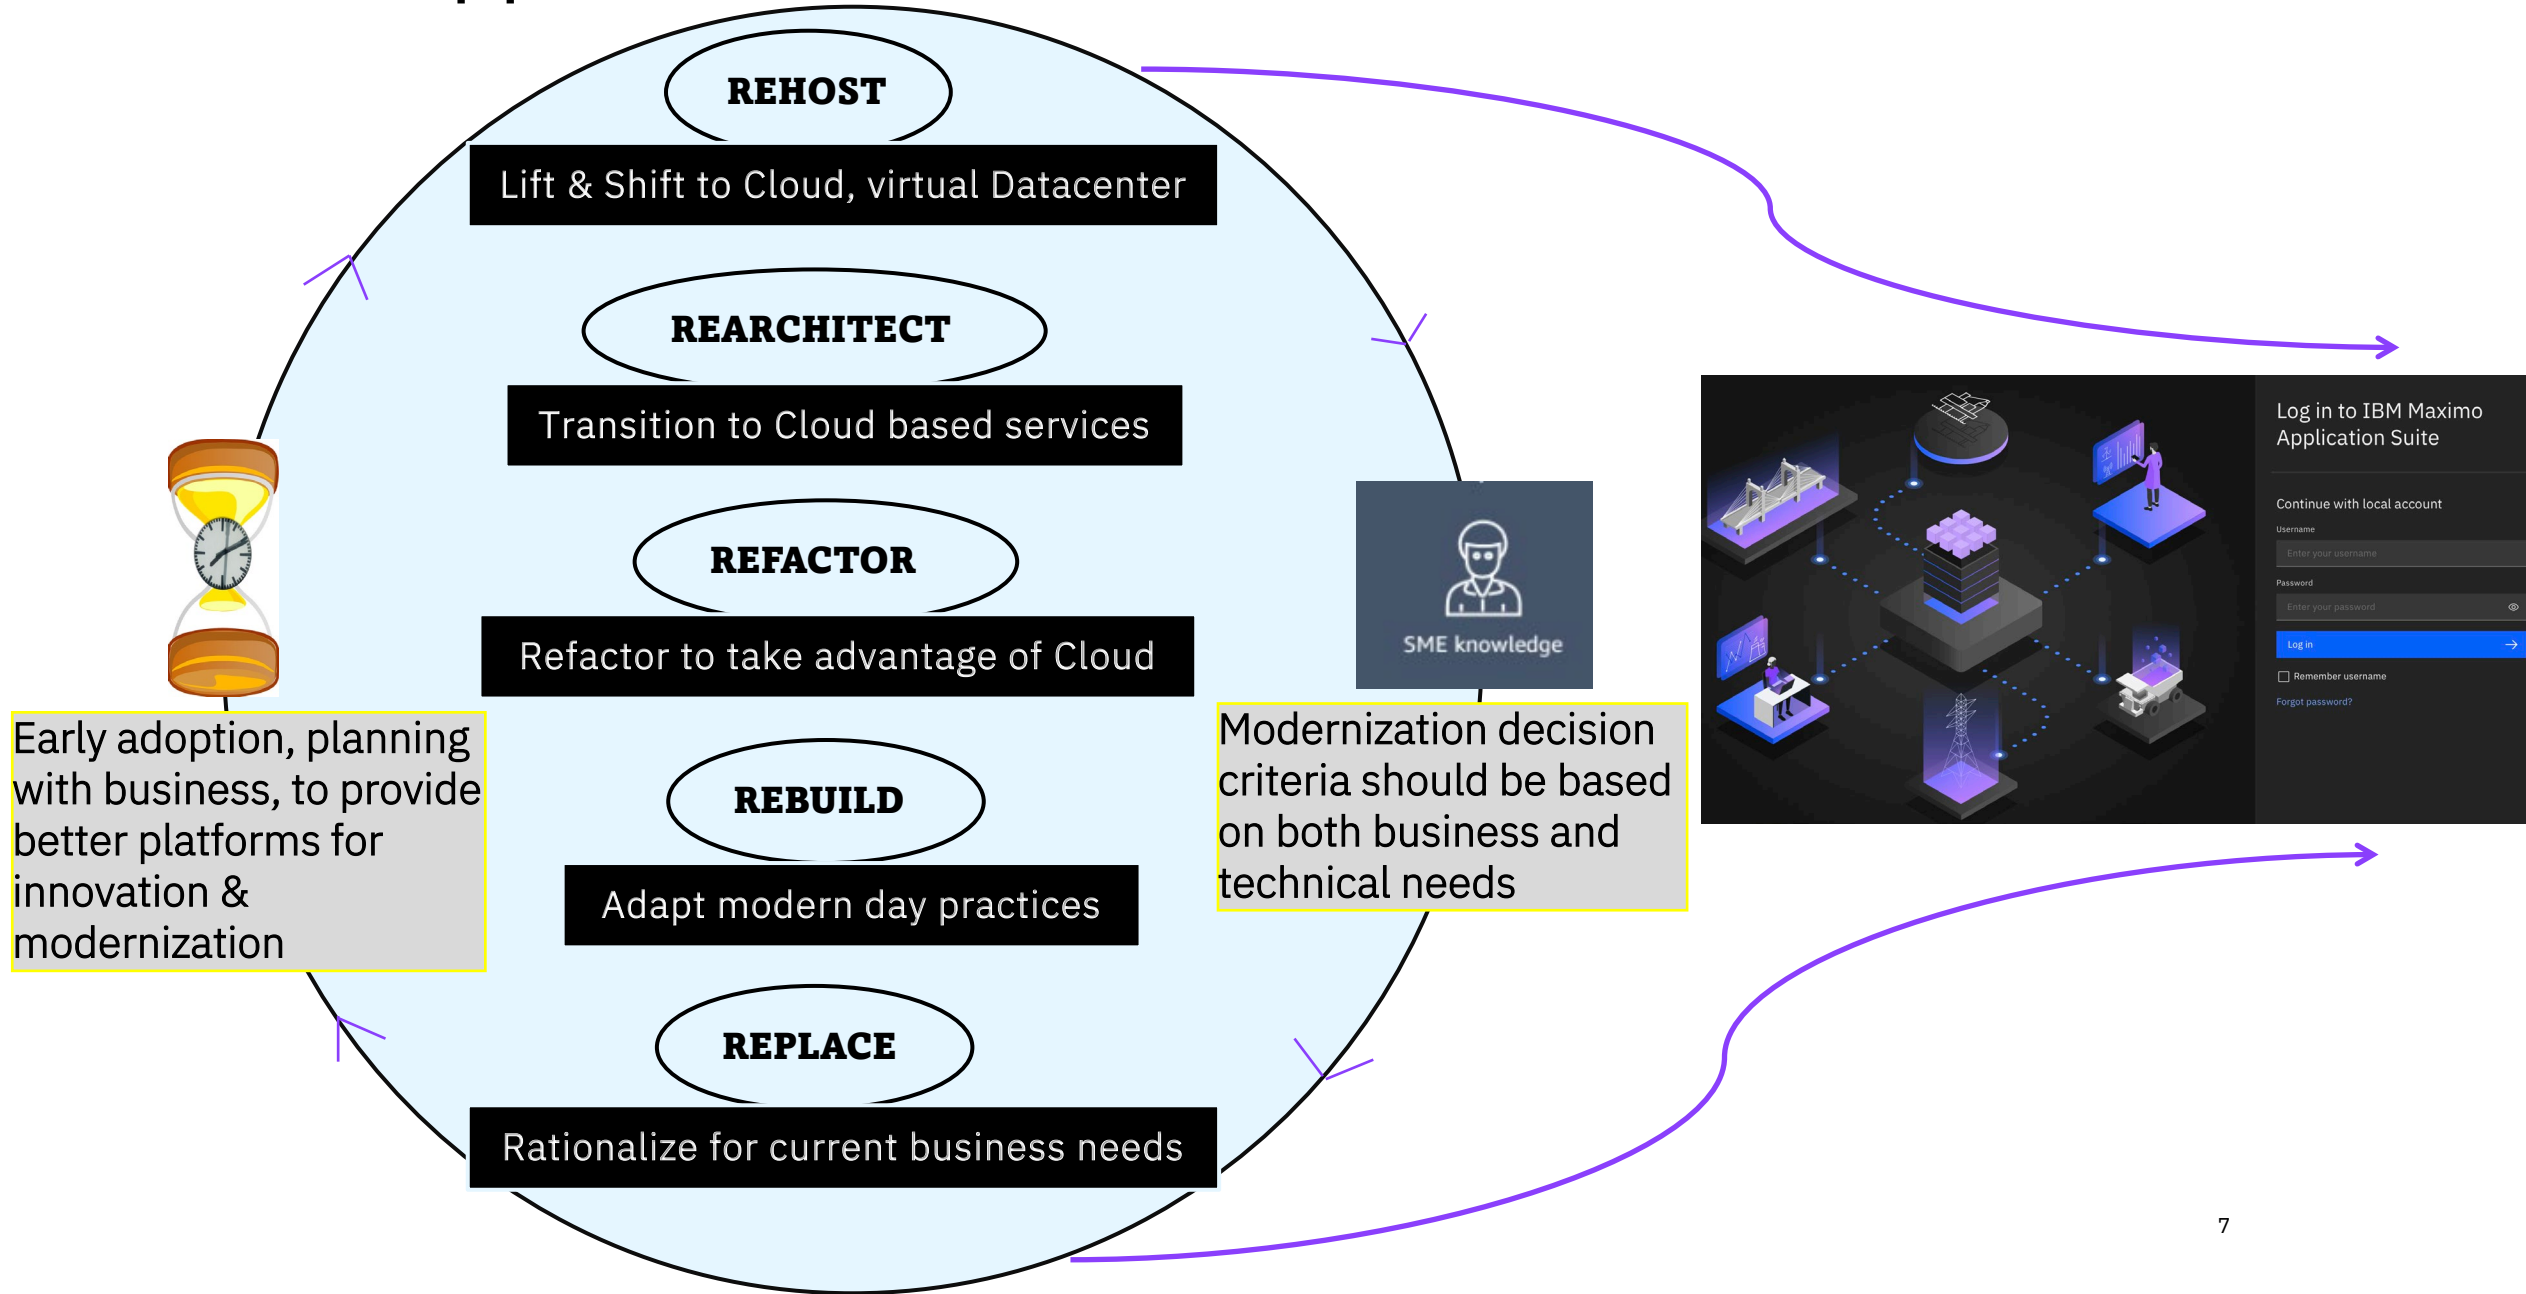 REHOST
Lift & Shift to Cloud, virtual Datacenter
REARCHITECT
Transition to Cloud based services
REFACTOR
Refactor to take advantage of Cloud
REBUILD
Adapt modern day practices
REPLACE
Rationalize for current business needs
Early adoption, planning
with business, to provide
better platforms for
innovation &
modernization
SME knowledge
Modernization decision
criteria should be based
on both business and
technical needs
Log in to IBM Maximo
Application Suite
Continue with local account
Username
Enter your username
Password
Enter your password
Log in
Remember username
Forgot password?
7